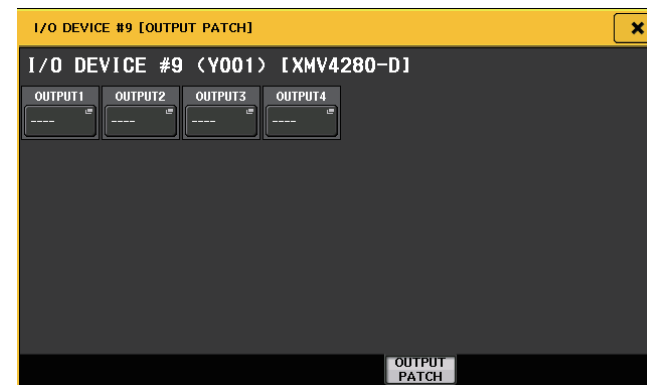 I/O DEVICE #9 [OUTPUT PATCH]
I/O DEVICE #9 (Y001) [XMV4280-D]
OUTPUT1 OUTPUT2 OUTPUT3 OUTPUT4
---- ---- ---- ----
OUTPUT
PATCH